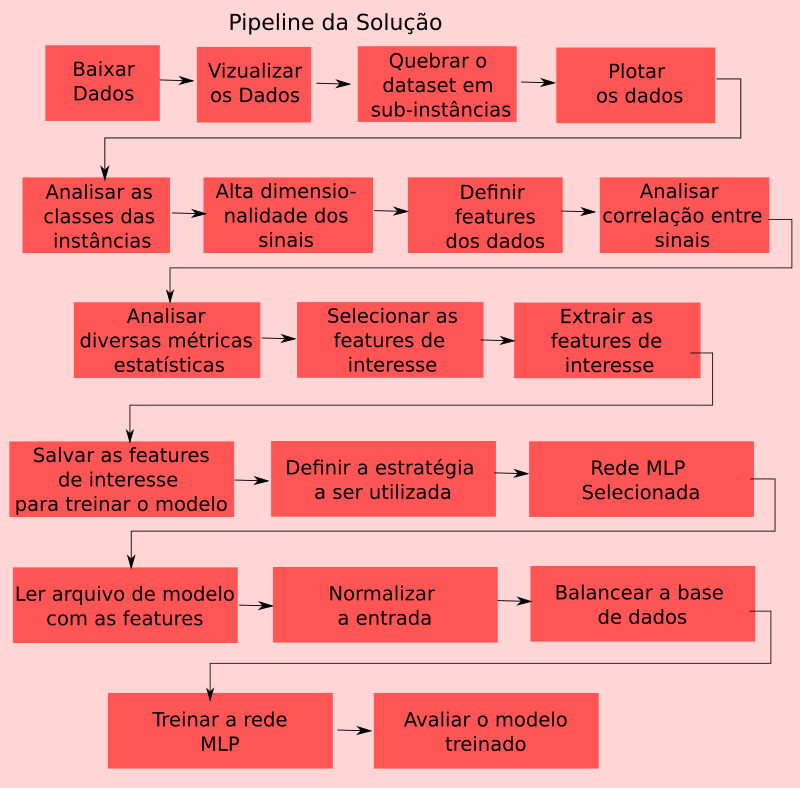 Pipeline da Solução
Baixar
Dados
Vizualizar
os Dados
Quebrar o
dataset em
sub-instâncias
Plotar
os dados
Analisar as
classes das
instâncias
Alta dimensio-
nalidade dos
sinais
Definir
features
dos dados
Analisar
correlação entre
sinais
Analisar
diversas métricas
estatísticas
Selecionar as
features de
interesse
Extrair as
features de
interesse
Salvar as features
de interesse
para treinar o modelo
Definir a estratégia
a ser utilizada
Rede MLP
Selecionada
Ler arquivo de modelo
com as features
Normalizar
a entrada
Balancear a base
de dados
Treinar a rede
MLP
Avaliar o modelo
treinado